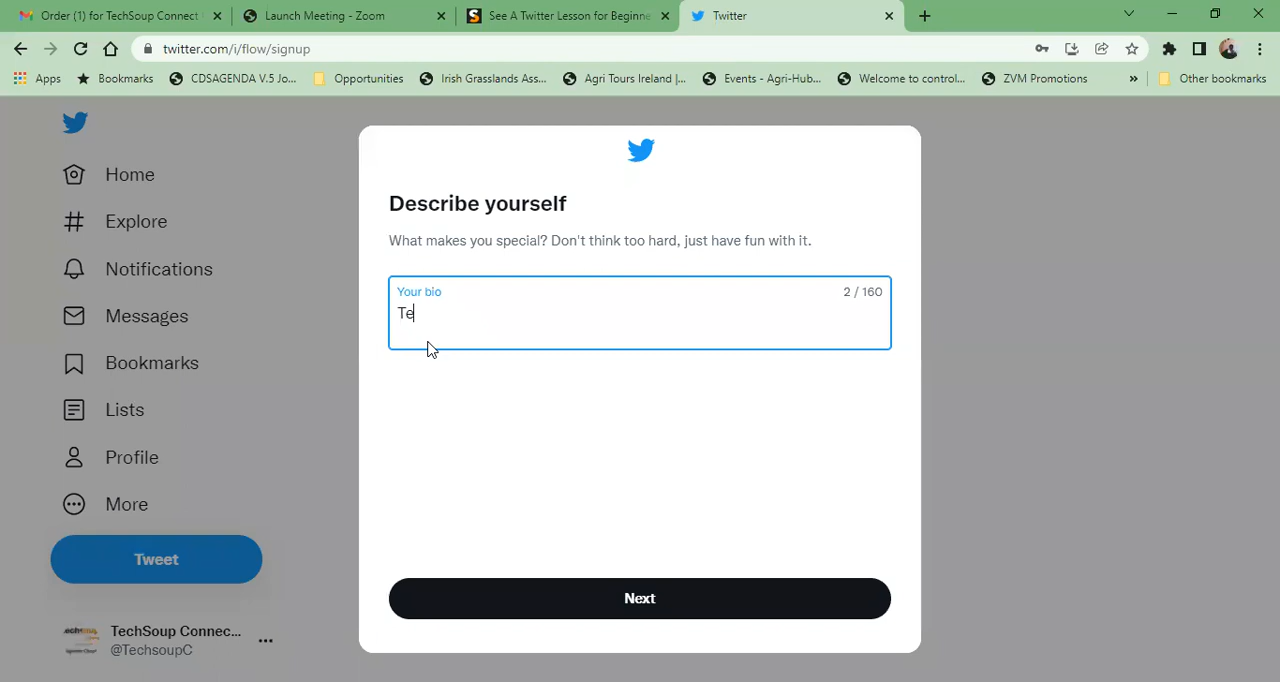 Order (1) for TechSoup Connect
Launch Meeting - Zoom
See A Twitter Lesson for Beginne
Twitter
twitter.com/i/flow/signup
Apps
Bookmarks
CDSAGENDA V.5 Jo...
Opportunities
Irish Grasslands Ass...
Agri Tours Ireland |...
Events - Agri-Hub...
Welcome to control...
ZVM Promotions
»
Other bookmarks
Home
Explore
Notifications
Messages
Bookmarks
Lists
Profile
More
Tweet
TechSoup Connec...
@TechsoupC
Describe yourself
What makes you special? Don't think too hard, just have fun with it.
Your bio
2 / 160
Te
Next